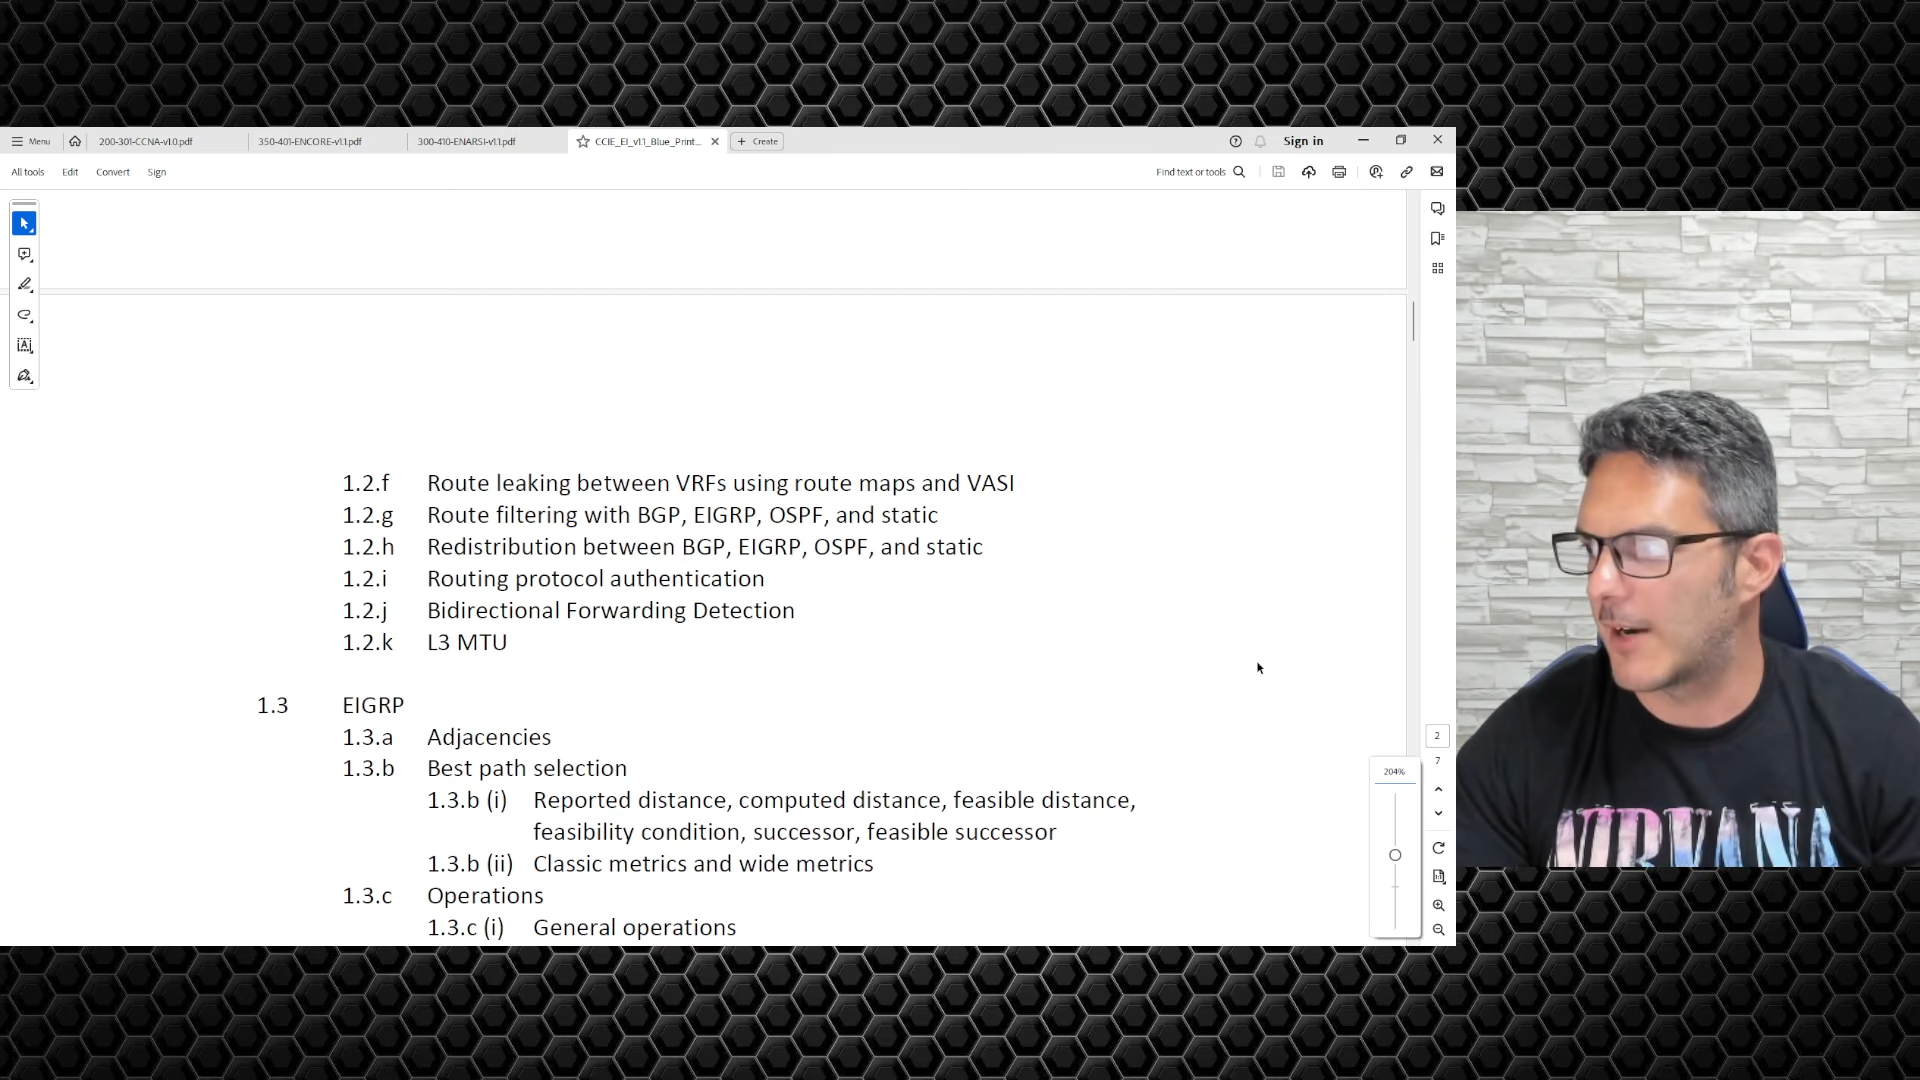 Menu
200-301-CCNA-v1.0.pdf
350-401-ENCORE-v1.1.pdf
300-410-ENARSI-v1.1.pdf
CCIE_EI_v1.1_Blue_Print...
Create
Sign in
All tools
Edit
Convert
Sign
Find text or tools
1.2.f Route leaking between VRFs using route maps and VASI
1.2.g Route filtering with BGP, EIGRP, OSPF, and static
1.2.h Redistribution between BGP, EIGRP, OSPF, and static
1.2.i Routing protocol authentication
1.2.j Bidirectional Forwarding Detection
1.2.k L3 MTU
1.3 EIGRP
1.3.a Adjacencies
1.3.b Best path selection
1.3.b (i) Reported distance, computed distance, feasible distance,
feasibility condition, successor, feasible successor
1.3.b (ii) Classic metrics and wide metrics
1.3.c Operations
1.3.c (i) General operations
2
7
204%
NIRVANA